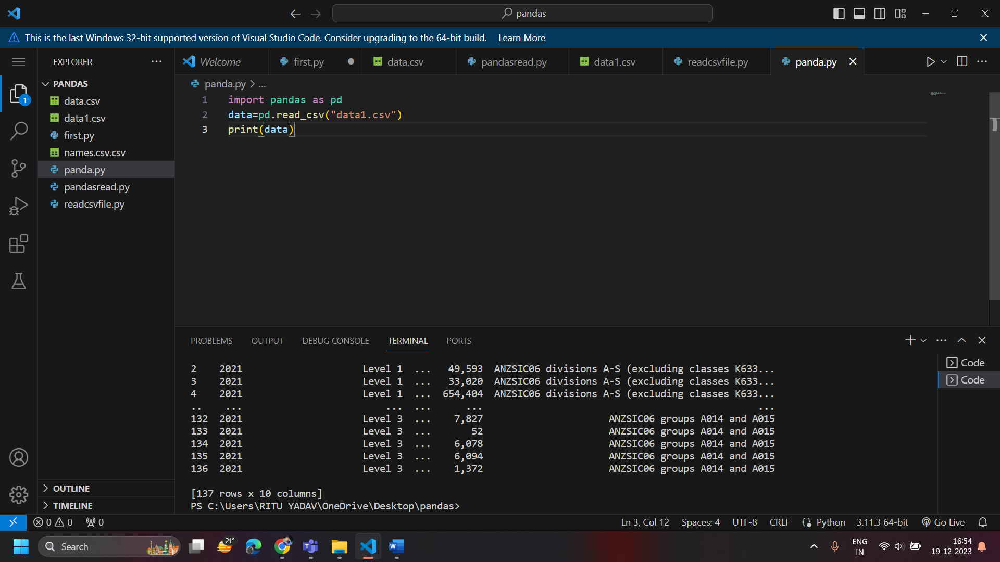 pandas
This is the last Windows 32-bit supported version of Visual Studio Code. Consider upgrading to the 64-bit build. Learn More
EXPLORER
Welcome first.py data.csv pandasread.py data1.csv readcsvfile.py panda.py
PANDAS
data.csv
data1.csv
first.py
names.csv.csv
panda.py
pandasread.py
readcsvfile.py
OUTLINE
TIMELINE
1
panda.py > ...
1 import pandas as pd
2 data=pd.read_csv("data1.csv")
3 print(data)
PROBLEMS OUTPUT DEBUG CONSOLE TERMINAL PORTS
2 2021 Level 1 ... 49,593 ANZSIC06 divisions A-S (excluding classes K633...
3 2021 Level 1 ... 33,020 ANZSIC06 divisions A-S (excluding classes K633...
4 2021 Level 1 ... 654,404 ANZSIC06 divisions A-S (excluding classes K633...
.. ... ... ... ... ...
132 2021 Level 3 ... 7,827 ANZSIC06 groups A014 and A015
133 2021 Level 3 ... 52 ANZSIC06 groups A014 and A015
134 2021 Level 3 ... 6,078 ANZSIC06 groups A014 and A015
135 2021 Level 3 ... 6,094 ANZSIC06 groups A014 and A015
136 2021 Level 3 ... 1,372 ANZSIC06 groups A014 and A015
[137 rows x 10 columns]
PS C:\Users\RITU YADAV\OneDrive\Desktop\pandas>
Code
Code
0 0 0 Ln 3, Col 12 Spaces: 4 UTF-8 CRLF Python 3.11.3 64-bit Go Live
Search 21° ENG 16:54
IN 19-12-2023